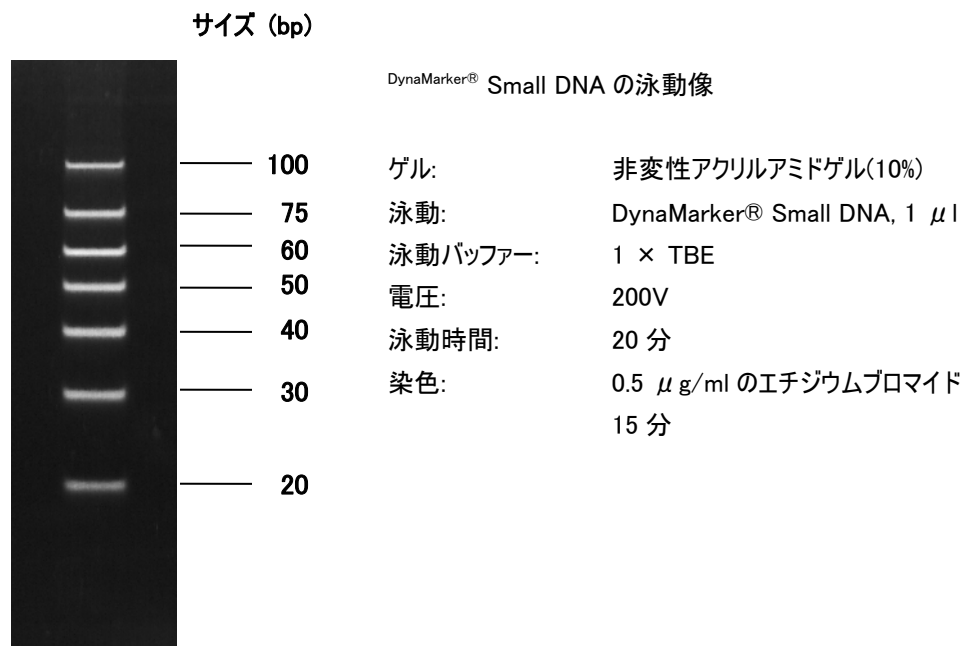 サイズ (bp)
DynaMarker® Small DNA の泳動像
100
75
60
50
40
30
20
ゲル: 非変性アクリルアミドゲル(10%)
泳動: DynaMarker® Small DNA, 1 μl
泳動バッファー: 1 × TBE
電圧: 200V
泳動時間: 20 分
染色: 0.5 μg/ml のエチジウムブロマイド
15 分